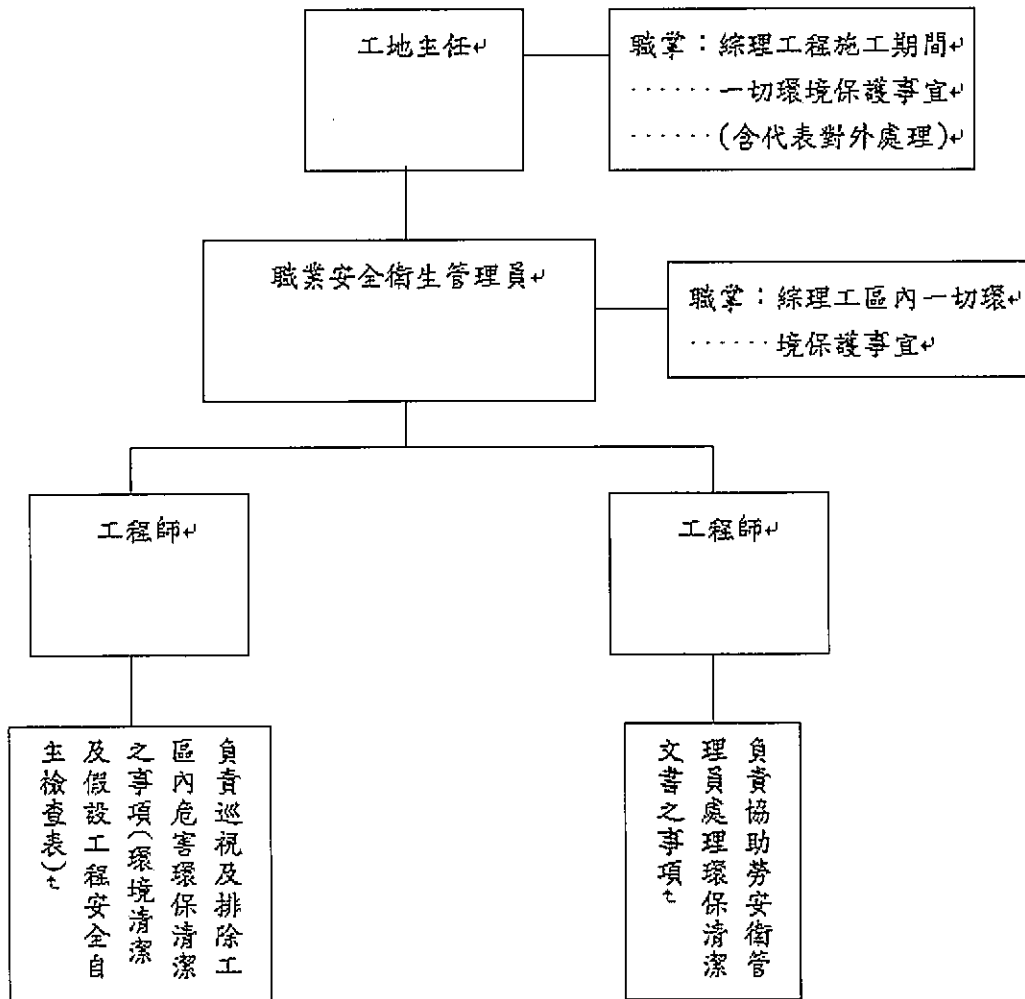 工地主任↵
職掌：綜理工程施工期間↵
······一切環境保護事宜↵
······(含代表對外處理)↵
職業安全衛生管理員↵
職掌：綜理工區內一切環↵
······境保護事宜↵
工程師↵
工程師↵
負責巡視及排除工
區內危害環保清潔
之事項(環境清潔
及假設工程安全自
主檢查表)↵
負責協助勞安衛管
理員處理環保清潔
文書之事項↵